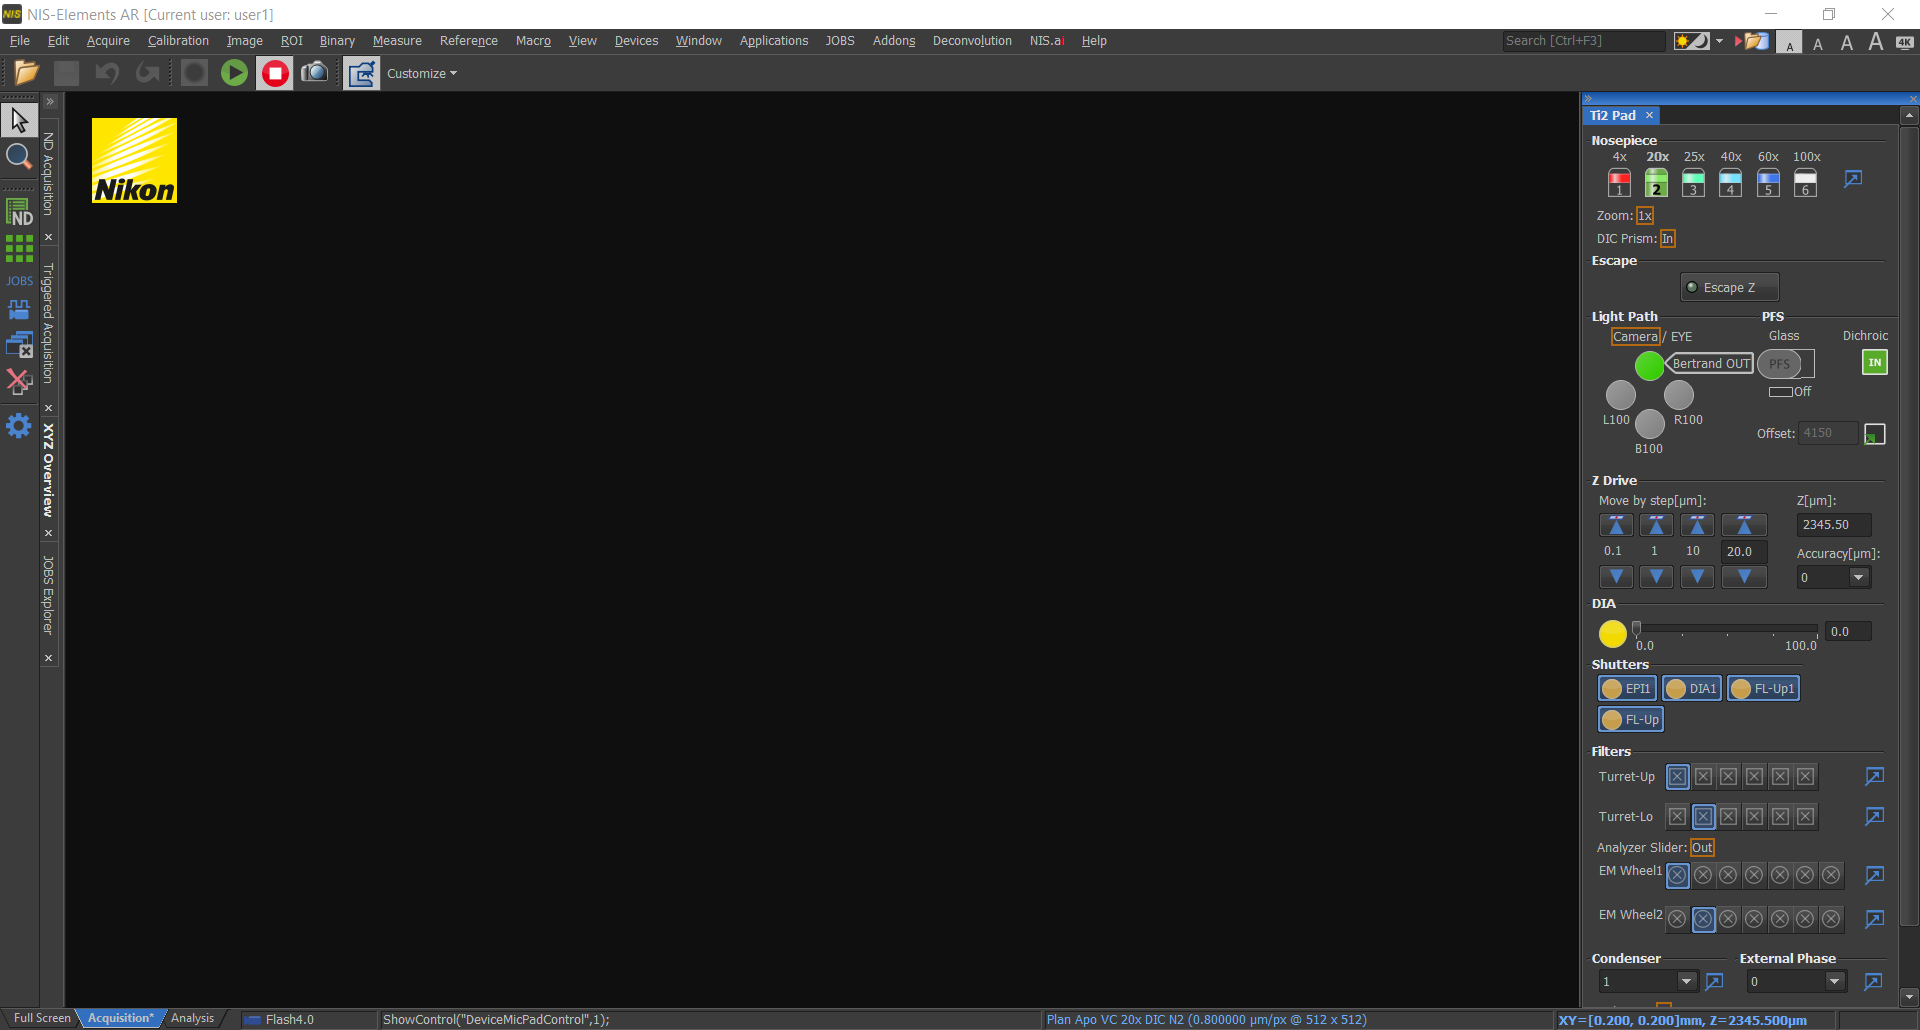 NIS-Elements AR [Current user: user1]
File Edit Acquire Calibration Image ROI Binary Measure Reference Macro View Devices Window Applications JOBS Addons Deconvolution NIS.ai Help
Search [Ctrl+F3]
A A A A 4K
Customize
ND Acquisition
Triggered Acquisition
XYZ Overview
JOBS Explorer
ND
JOBS
Nikon
Ti2 Pad
Nosepiece
4x 20x 25x 40x 60x 100x
1 2 3 4 5 6
Zoom: 1x
DIC Prism: In
Escape
Escape Z
Light Path PFS
Camera / EYE Glass Dichroic
Bertrand OUT PFS IN
Off
L100 R100
Offset: 4150
B100
Z Drive
Move by step[µm]: Z[µm]:
2345.50
0.1 1 10 20.0
Accuracy[µm]:
0
DIA
0.0
0.0 100.0
Shutters
EPI1 DIA1 FL-Up1
FL-Up
Filters
Turret-Up
Turret-Lo
Analyzer Slider: Out
EM Wheel1
EM Wheel2
Condenser External Phase
1 0
Full Screen Acquisition* Analysis Flash4.0 ShowControl("DeviceMicPadControl",1); Plan Apo VC 20x DIC N2 (0.800000 µm/px @ 512 x 512) XY=[0.200, 0.200]mm, Z=2345.500µm